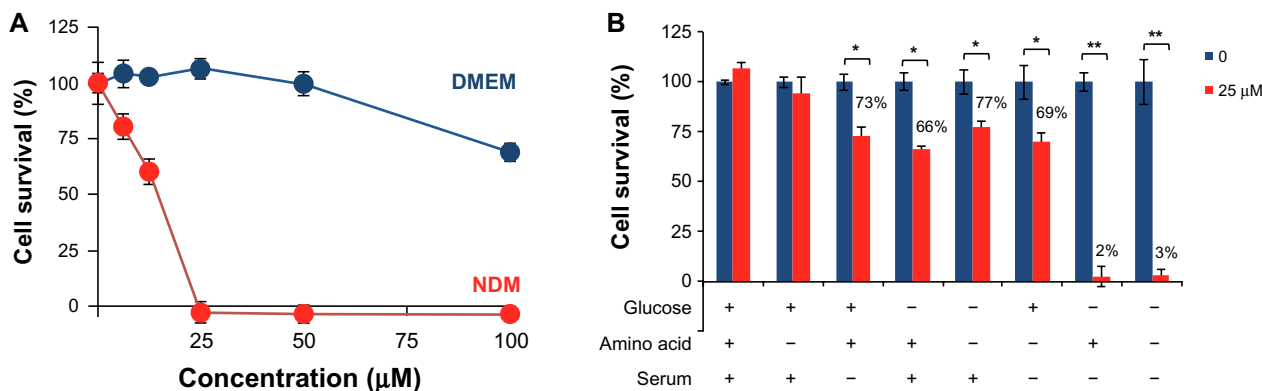 A
Cell survival (%)
125
100
75
50
25
0
DMEM
NDM
25
50
75
100
Concentration (μM)
B
Cell survival (%)
125
100
75
50
25
0
* * * * ** **
73% 66% 77% 69% 2% 3%
0
25 μM
Glucose + + + − − + − −
Amino acid + − + + − − + −
Serum + + − + + − − −